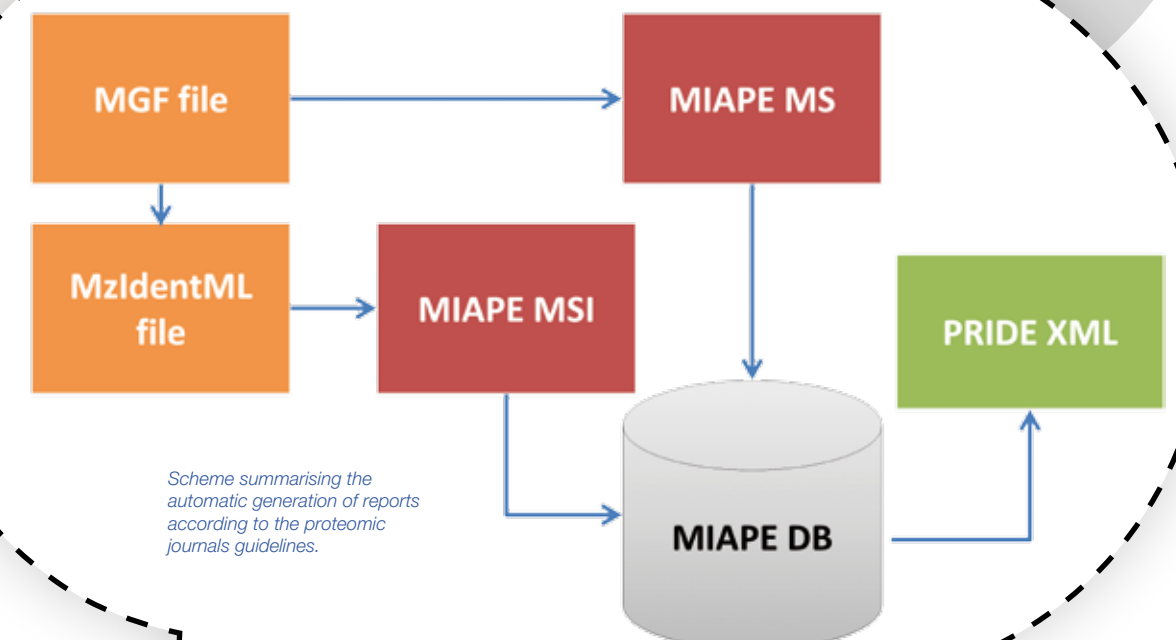 MGF file
MIAPE MS
MzIdentML
file
MIAPE MSI
PRIDE XML
Scheme summarising the
automatic generation of reports
according to the proteomic
journals guidelines.
MIAPE DB